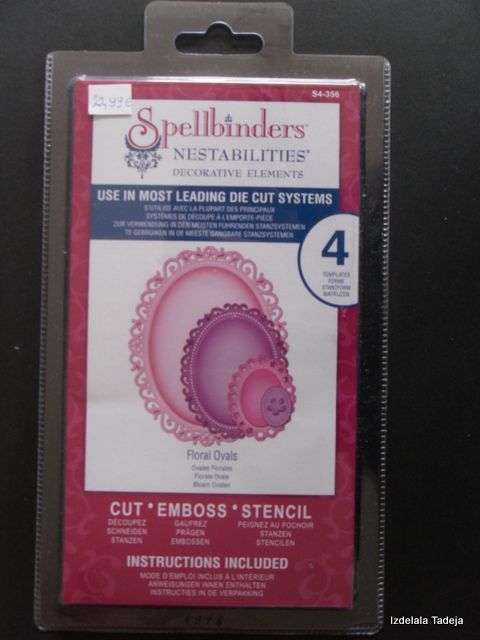 S4-356
22,99€
Spellbinders™
NESTABILITIES®
DECORATIVE ELEMENTS
USE IN MOST LEADING DIE CUT SYSTEMS
S'UTILISE AVEC LA PLUPART DES PRINCIPAUX
SYSTÈMES DE DÉCOUPE À L'EMPORTE-PIÈCE
ZUR VERWENDUNG IN DEN MEISTEN FÜHRENDEN STANZSYSTEMEN
TE GEBRUIKEN IN DE MEESTE GANGBARE STANZSYSTEMEN
4
TEMPLATES
FORME
STANZFORM
MATRIJZEN
Floral Ovals
Ovales Florales
Florale Ovale
Bloem Ovalen
CUT • EMBOSS • STENCIL
DÉCOUPEZ GAUFREZ PEIGNEZ AU POCHOIR
SCHNEIDEN PRÄGEN STANZEN
STANZEN EMBOSSEN STENCILEN
INSTRUCTIONS INCLUDED
MODE D'EMPLOI INCLUS À L'INTÉRIEUR
ANWEISUNGEN INNEN ENTHALTEN
INSTRUCTIES IN DE VERPAKKING
Izdelala Tadeja